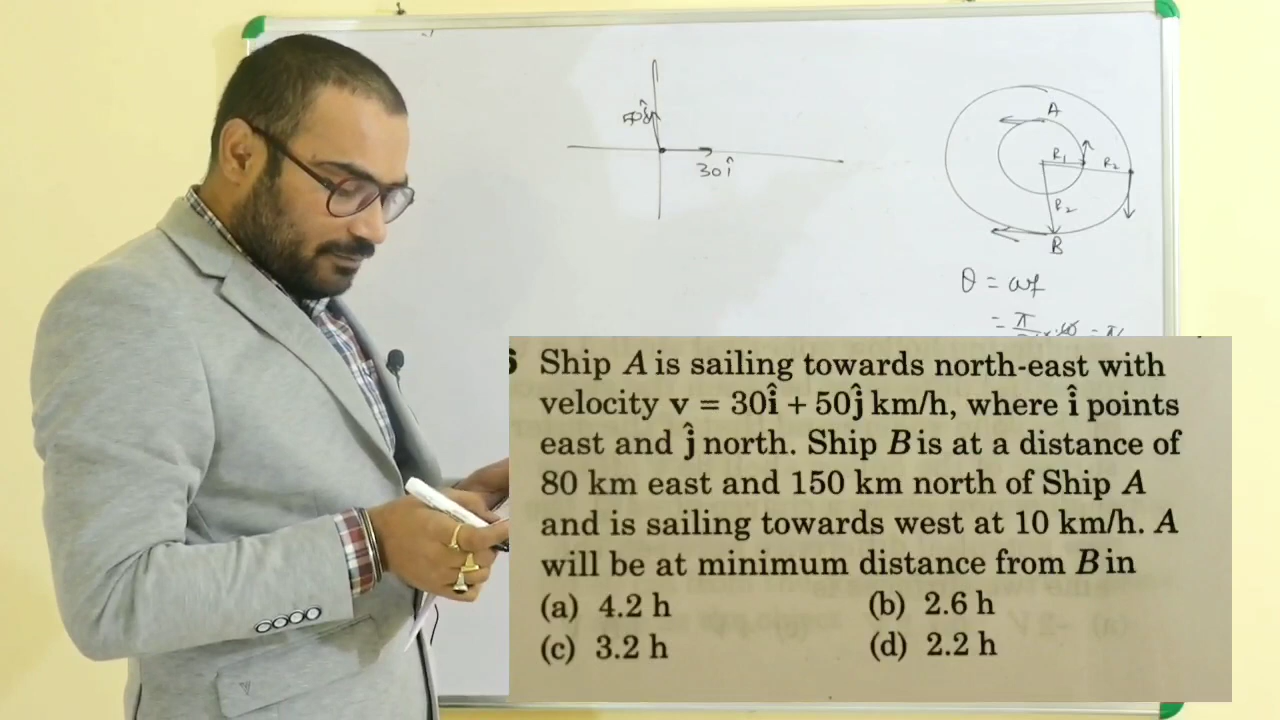 30î
A
R₁
R₂
R₂
B
θ = ωt
Ship A is sailing towards north-east with
velocity v = 30î + 50ĵ km/h, where î points
east and ĵ north. Ship B is at a distance of
80 km east and 150 km north of Ship A
and is sailing towards west at 10 km/h. A
will be at minimum distance from B in
(a) 4.2 h (b) 2.6 h
(c) 3.2 h (d) 2.2 h